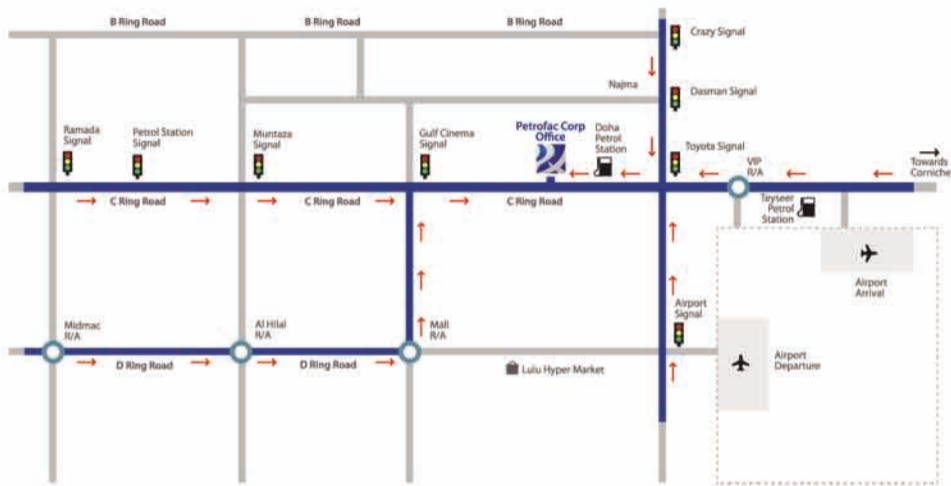 B Ring Road
B Ring Road
B Ring Road
Crazy Signal
Najma
Dasman Signal
Ramada
Signal
Petrol Station
Signal
Muntaza
Signal
Gulf Cinema
Signal
Petrofac Corp
Office
Doha
Petrol
Station
Toyota Signal
VIP
R/A
Towards
Corniche
C Ring Road
C Ring Road
C Ring Road
Teyseer
Petrol
Station
Airport
Arrival
Airport
Signal
Midmac
R/A
Al Hilal
R/A
Mall
R/A
D Ring Road
D Ring Road
Lulu Hyper Market
Airport
Departure